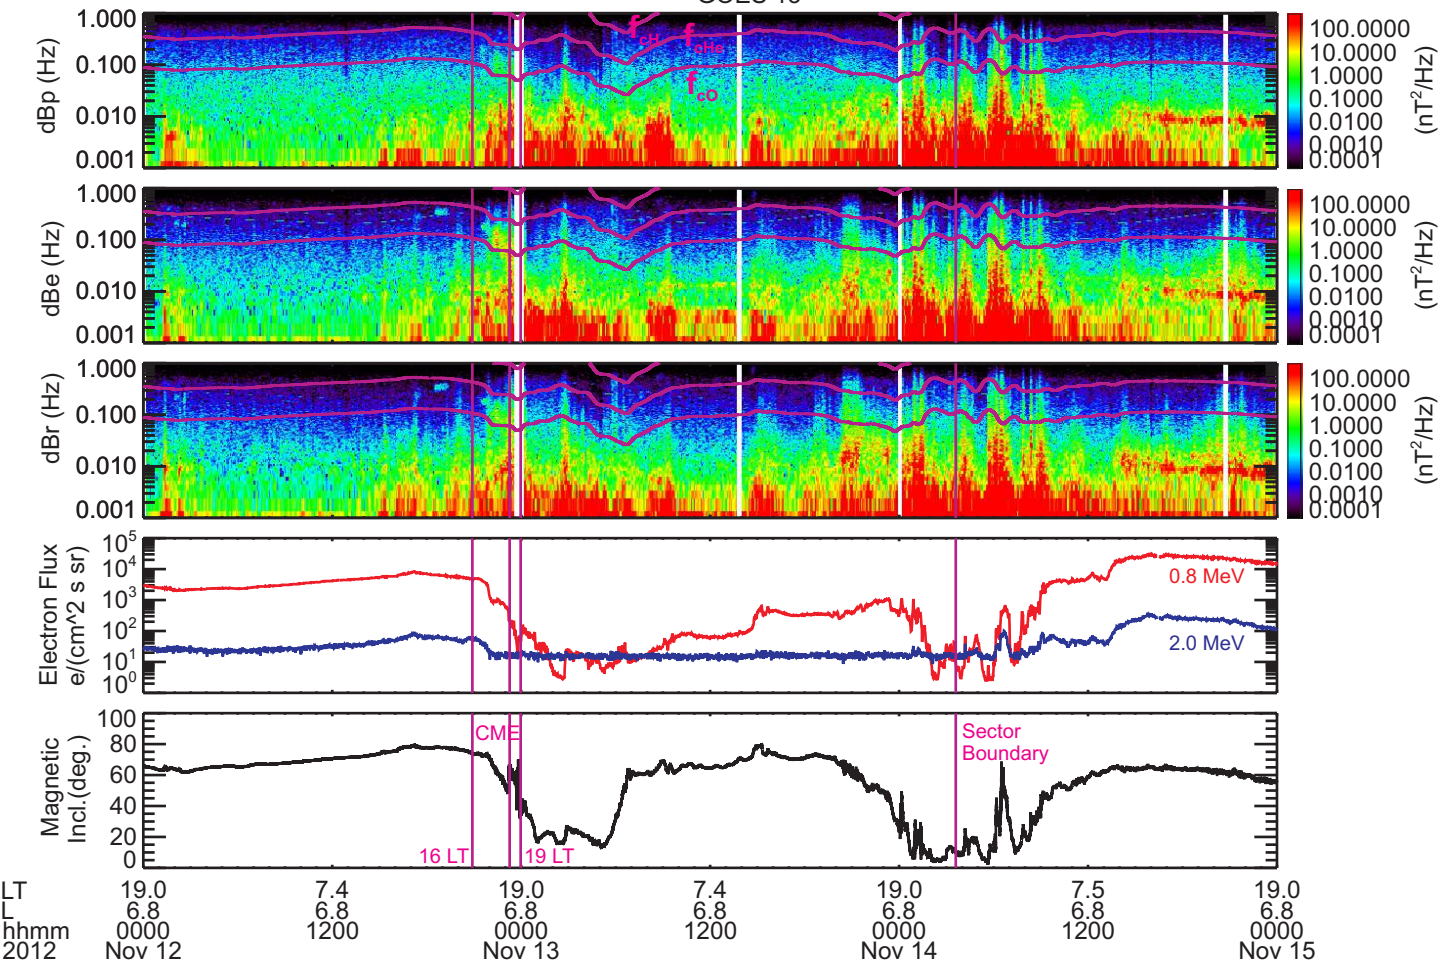 1.000
0.100
0.010
0.001
dBp (Hz)
fcH
fcHe
fcO
100.0000
10.0000
1.0000
0.1000
0.0100
0.0010
0.0001
(nT²/Hz)
1.000
0.100
0.010
0.001
dBe (Hz)
100.0000
10.0000
1.0000
0.1000
0.0100
0.0010
0.0001
(nT²/Hz)
1.000
0.100
0.010
0.001
dBr (Hz)
100.0000
10.0000
1.0000
0.1000
0.0100
0.0010
0.0001
(nT²/Hz)
10⁵
10⁴
10³
10²
10¹
10⁰
Electron Flux
e/(cm^2 s sr)
0.8 MeV
2.0 MeV
100
80
60
40
20
0
Magnetic
Incl.(deg.)
CME
Sector
Boundary
16 LT
19 LT
LT 19.0 7.4 19.0 7.4 19.0 7.5 19.0
L 6.8 6.8 6.8 6.8 6.8 6.8 6.8
hhmm 0000 1200 0000 1200 0000 1200 0000
2012 Nov 12 Nov 13 Nov 14 Nov 15